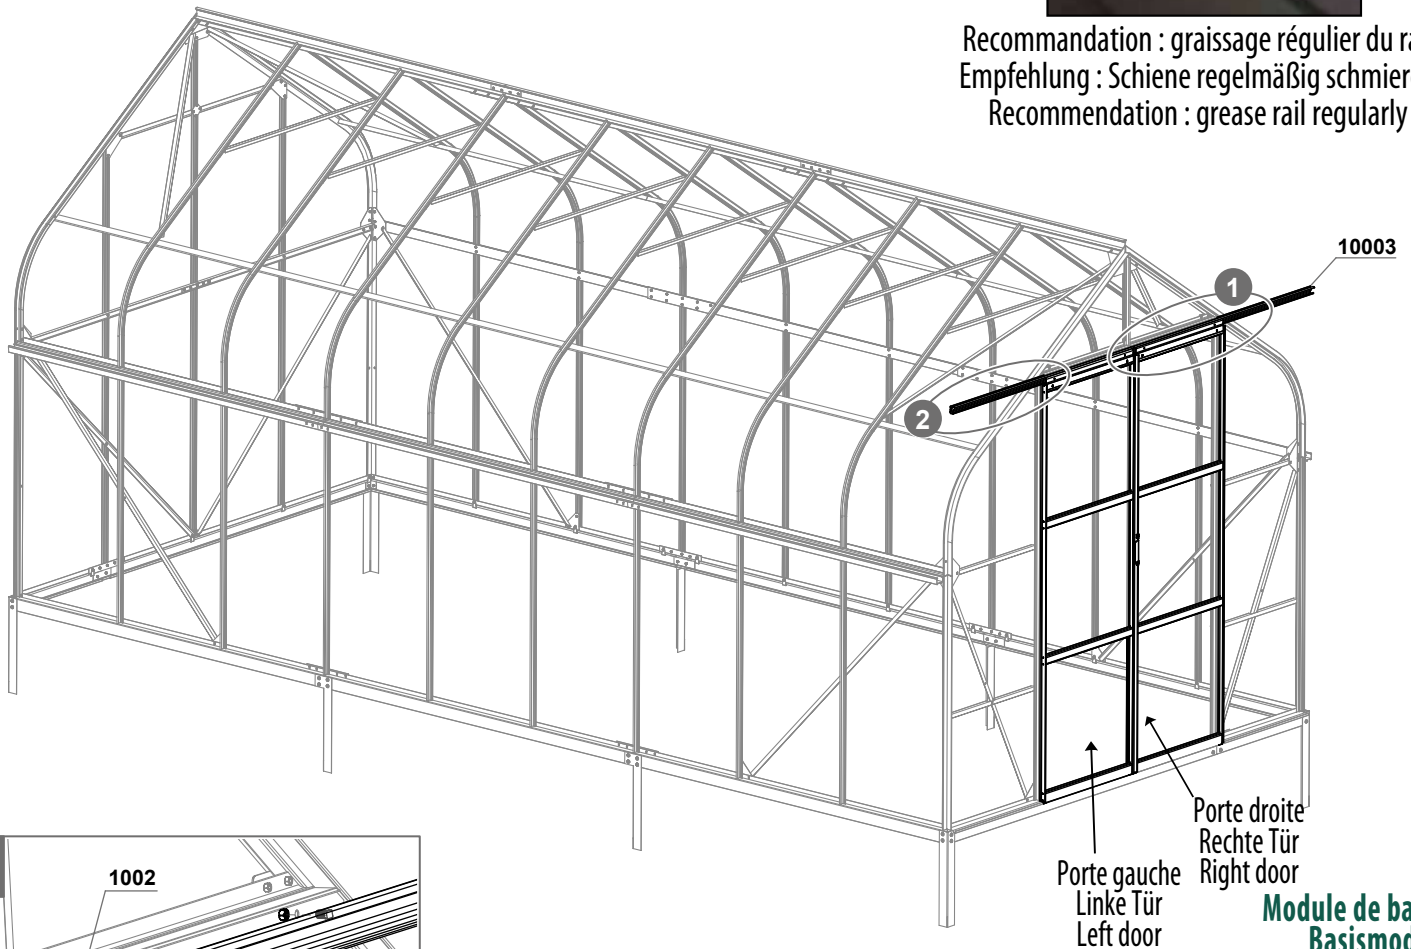 Recommandation : graissage régulier du ra
Empfehlung : Schiene regelmäßig schmier
Recommendation : grease rail regularly
10003
1
2
Porte droite
Rechte Tür
Right door
Porte gauche
Linke Tür
Left door
1002
Module de ba
Basismod